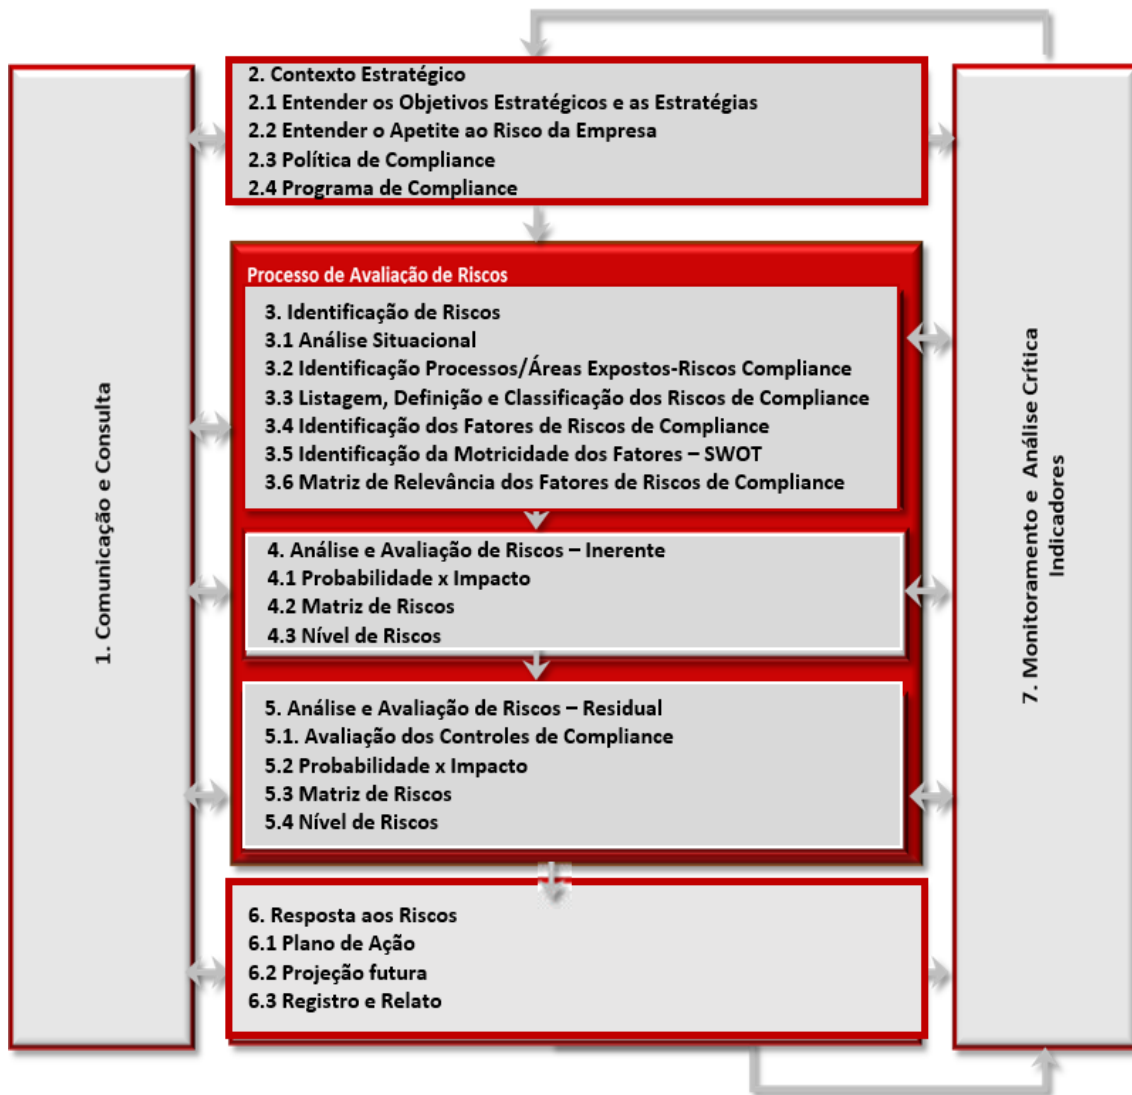 1. Comunicação e Consulta
2. Contexto Estratégico
2.1 Entender os Objetivos Estratégicos e as Estratégias
2.2 Entender o Apetite ao Risco da Empresa
2.3 Política de Compliance
2.4 Programa de Compliance
Processo de Avaliação de Riscos
3. Identificação de Riscos
3.1 Análise Situacional
3.2 Identificação Processos/Áreas Expostos-Riscos Compliance
3.3 Listagem, Definição e Classificação dos Riscos de Compliance
3.4 Identificação dos Fatores de Riscos de Compliance
3.5 Identificação da Motricidade dos Fatores – SWOT
3.6 Matriz de Relevância dos Fatores de Riscos de Compliance
4. Análise e Avaliação de Riscos – Inerente
4.1 Probabilidade x Impacto
4.2 Matriz de Riscos
4.3 Nível de Riscos
5. Análise e Avaliação de Riscos – Residual
5.1. Avaliação dos Controles de Compliance
5.2 Probabilidade x Impacto
5.3 Matriz de Riscos
5.4 Nível de Riscos
6. Resposta aos Riscos
6.1 Plano de Ação
6.2 Projeção futura
6.3 Registro e Relato
7. Monitoramento e Análise Crítica
Indicadores